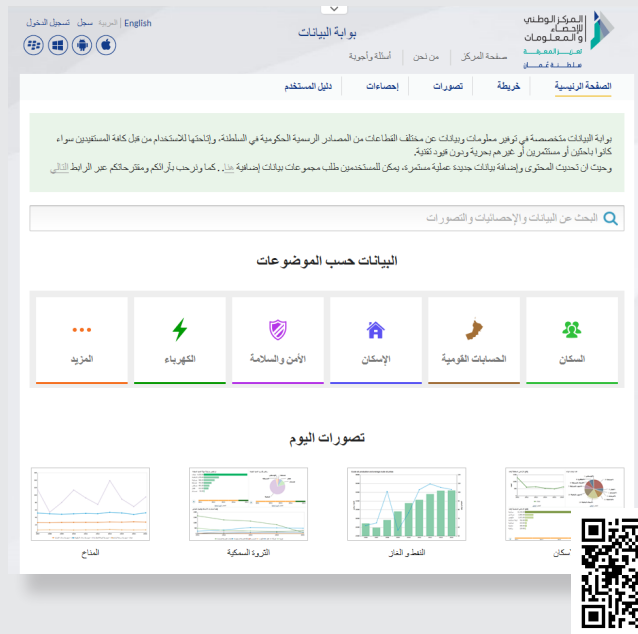 المركز الوطني
للإحصاء
والمعلومات
سلطنة عمان
English | العربية سجل تسجيل الدخول
بوابة البيانات
صفحة المركز | من نحن | أسئلة وأجوبة
الصفحة الرئيسية خريطة تصورات إحصاءات دليل المستخدم
بوابة البيانات متخصصة في توفير معلومات وبيانات عن مختلف القطاعات من المصادر الرسمية الحكومية في السلطنة، وإتاحتها للاستخدام من قبل كافة المستفيدين سواء
كانوا باحثين أو مستثمرين أو غيرهم بحرية ودون قيود تقنية.
وحيث ان تحديث المحتوى وإضافة بيانات جديدة عملية مستمرة، يمكن للمستخدمين طلب مجموعات بيانات إضافية هنا.. كما ونرحب بآرائكم ومقترحاتكم عبر الرابط التالي
البحث عن البيانات والإحصائيات والتصورات
البيانات حسب الموضوعات
السكان
الحسابات القومية
الإسكان
الأمن والسلامة
الكهرباء
المزيد
تصورات اليوم
النفط و الغاز
الثروة السمكية
المناخ